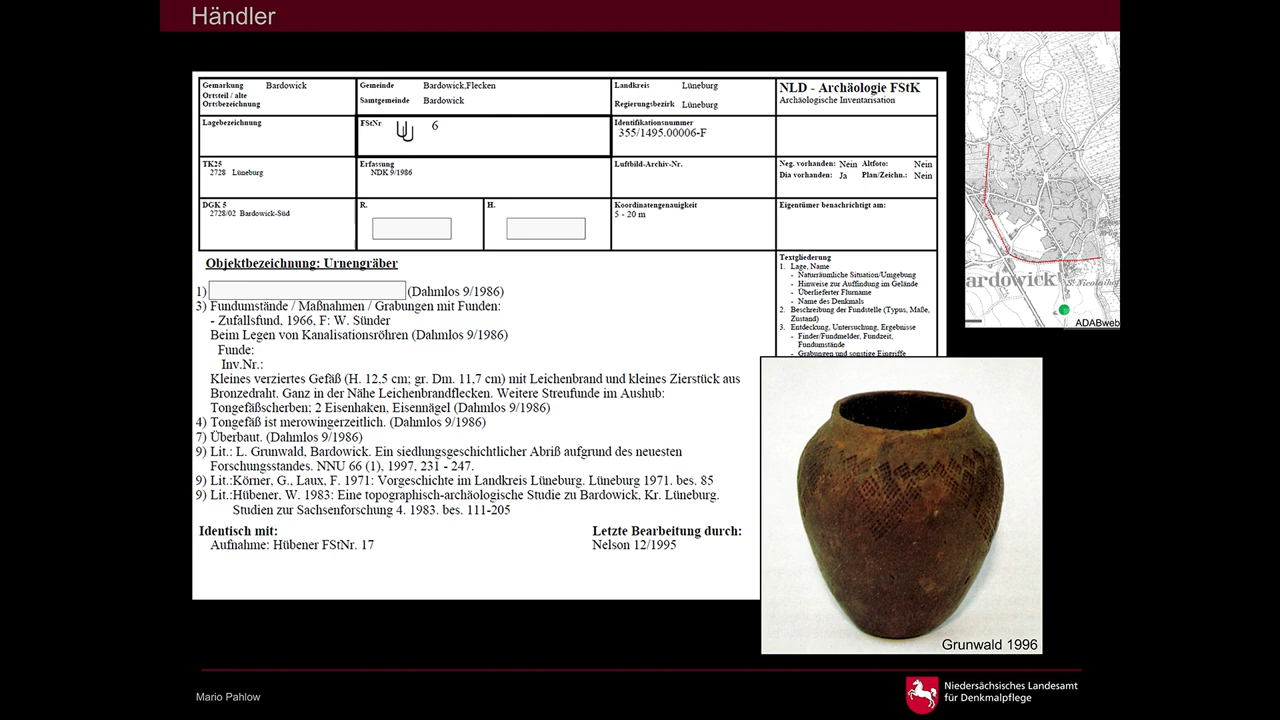 Händler
Gemarkung Bardowick
Ortsteil / alte
Ortsbezeichnung
Gemeinde Bardowick,Flecken
Samtgemeinde Bardowick
Landkreis Lüneburg
Regierungsbezirk Lüneburg
NLD - Archäologie FStK
Archäologische Inventarisation
Lagebezeichnung
FStNr 6
Identifikationsnummer
355/1495.00006-F
TK25
2728 Lüneburg
Erfassung
NDK 9/1986
Luftbild-Archiv-Nr.
Neg. vorhanden: Nein Altfoto: Nein
Dia vorhanden: Ja Plan/Zeichn.: Nein
DGK 5
2728/02 Bardowick-Süd
R.
H.
Koordinatengenauigkeit
5 - 20 m
Eigentümer benachrichtigt am:
Objektbezeichnung: Urnengräber
1) (Dahmlos 9/1986)
3) Fundumstände / Maßnahmen / Grabungen mit Funden:
- Zufallsfund, 1966, F: W. Sünder
Beim Legen von Kanalisationsröhren (Dahmlos 9/1986)
Funde:
Inv.Nr.:
Kleines verziertes Gefäß (H. 12,5 cm; gr. Dm. 11,7 cm) mit Leichenbrand und kleines Zierstück aus
Bronzedraht. Ganz in der Nähe Leichenbrandflecken. Weitere Streufunde im Aushub:
Tongefäßscherben; 2 Eisenhaken, Eisennägel (Dahmlos 9/1986)
4) Tongefäß ist merowingerzeitlich. (Dahmlos 9/1986)
7) Überbaut. (Dahmlos 9/1986)
9) Lit.: L. Grunwald, Bardowick. Ein siedlungsgeschichtlicher Abriß aufgrund des neuesten
Forschungsstandes. NNU 66 (1), 1997, 231 - 247.
9) Lit.:Körner, G., Laux, F. 1971: Vorgeschichte im Landkreis Lüneburg. Lüneburg 1971. bes. 85
9) Lit.:Hübener, W. 1983: Eine topographisch-archäologische Studie zu Bardowick, Kr. Lüneburg.
Studien zur Sachsenforschung 4. 1983. bes. 111-205
Identisch mit:
Aufnahme: Hübener FStNr. 17
Letzte Bearbeitung durch:
Nelson 12/1995
Textgliederung
1. Lage, Name
- Naturräumliche Situation/Umgebung
- Hinweise zur Auffindung im Gelände
- Überlieferter Flurname
- Name des Denkmals
2. Beschreibung der Fundstelle (Typus, Maße,
Zustand)
3. Entdeckung, Untersuchung, Ergebnisse
- Finder/Fundmelder, Fundzeit,
Fundumstände
- Grabungen und sonstige Eingriffe
ardowick
ADABweb
Grunwald 1996
Mario Pahlow
Niedersächsisches Landesamt
für Denkmalpflege